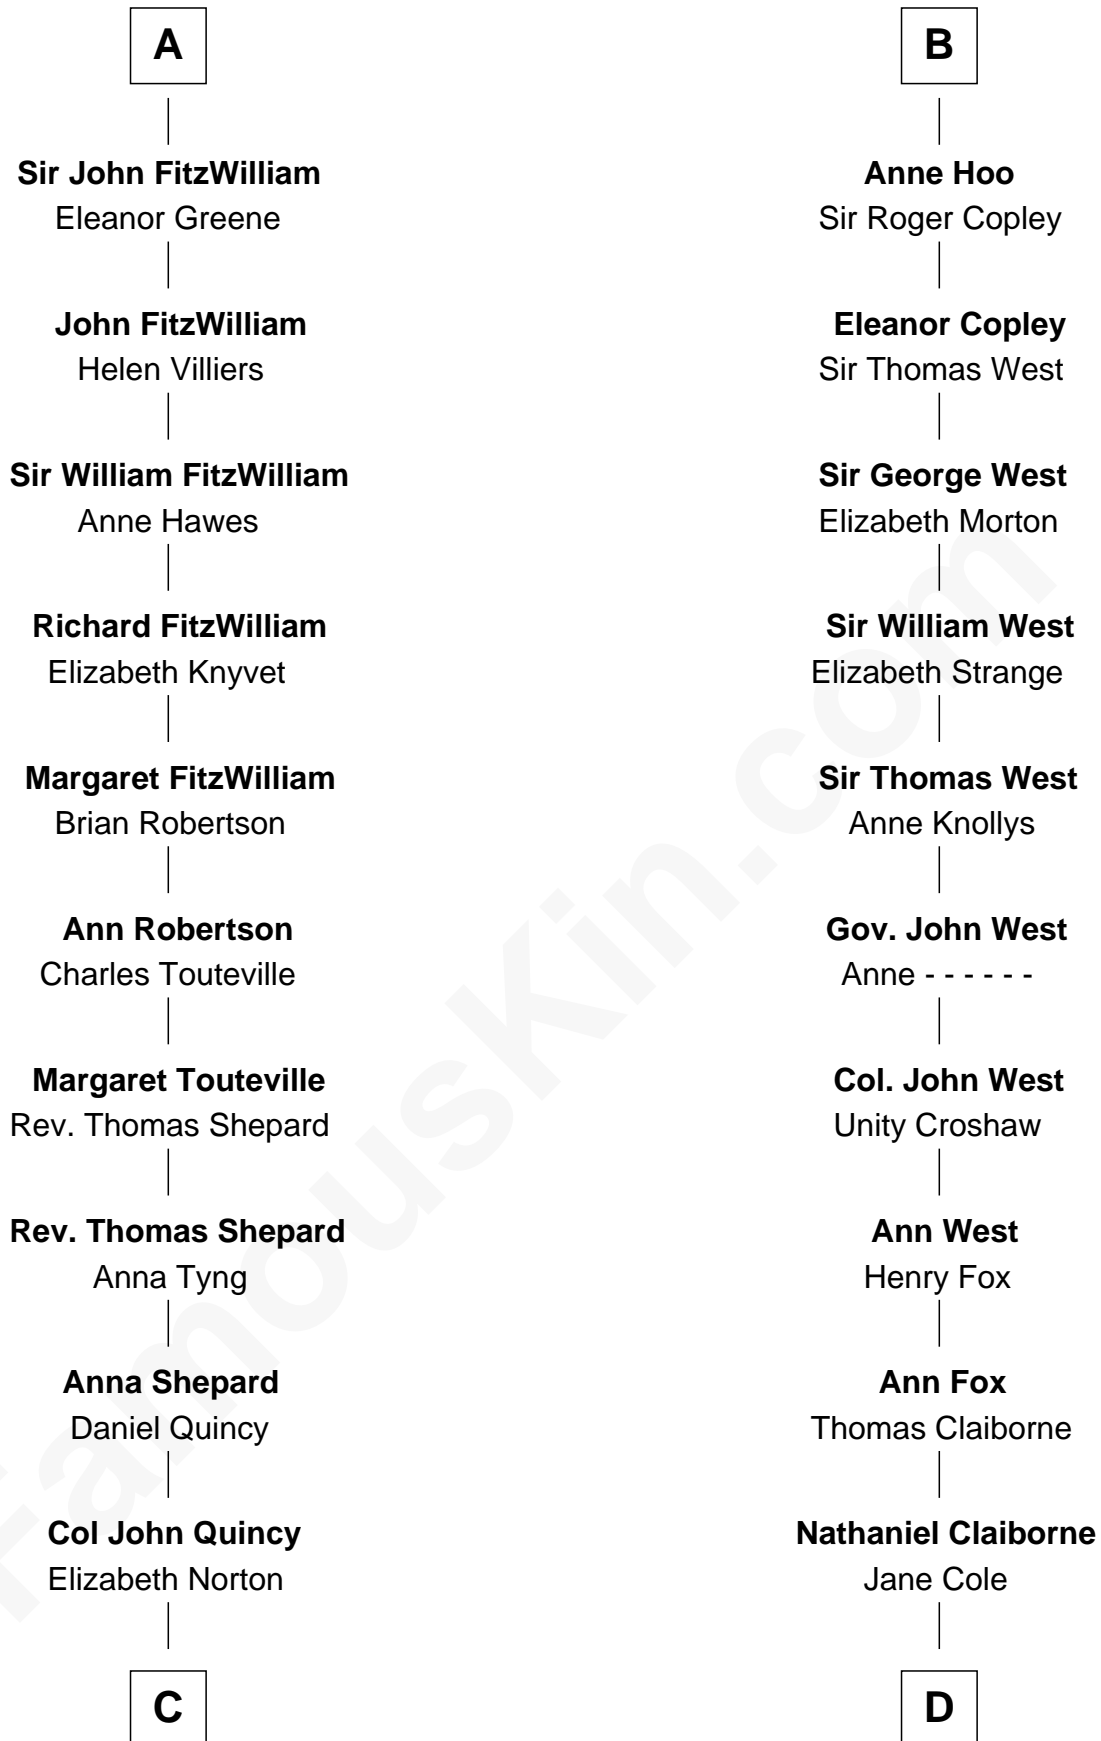 A
Sir John FitzWilliam
Eleanor Greene
John FitzWilliam
Helen Villiers
Sir William FitzWilliam
Anne Hawes
Richard FitzWilliam
Elizabeth Knyvet
Margaret FitzWilliam
Brian Robertson
Ann Robertson
Charles Touteville
Margaret Touteville
Rev. Thomas Shepard
Rev. Thomas Shepard
Anna Tyng
Anna Shepard
Daniel Quincy
Col John Quincy
Elizabeth Norton
C
B
Anne Hoo
Sir Roger Copley
Eleanor Copley
Sir Thomas West
Sir George West
Elizabeth Morton
Sir William West
Elizabeth Strange
Sir Thomas West
Anne Knollys
Gov. John West
Anne - - - - - -
Col. John West
Unity Croshaw
Ann West
Henry Fox
Ann Fox
Thomas Claiborne
Nathaniel Claiborne
Jane Cole
D
FamousKin.com